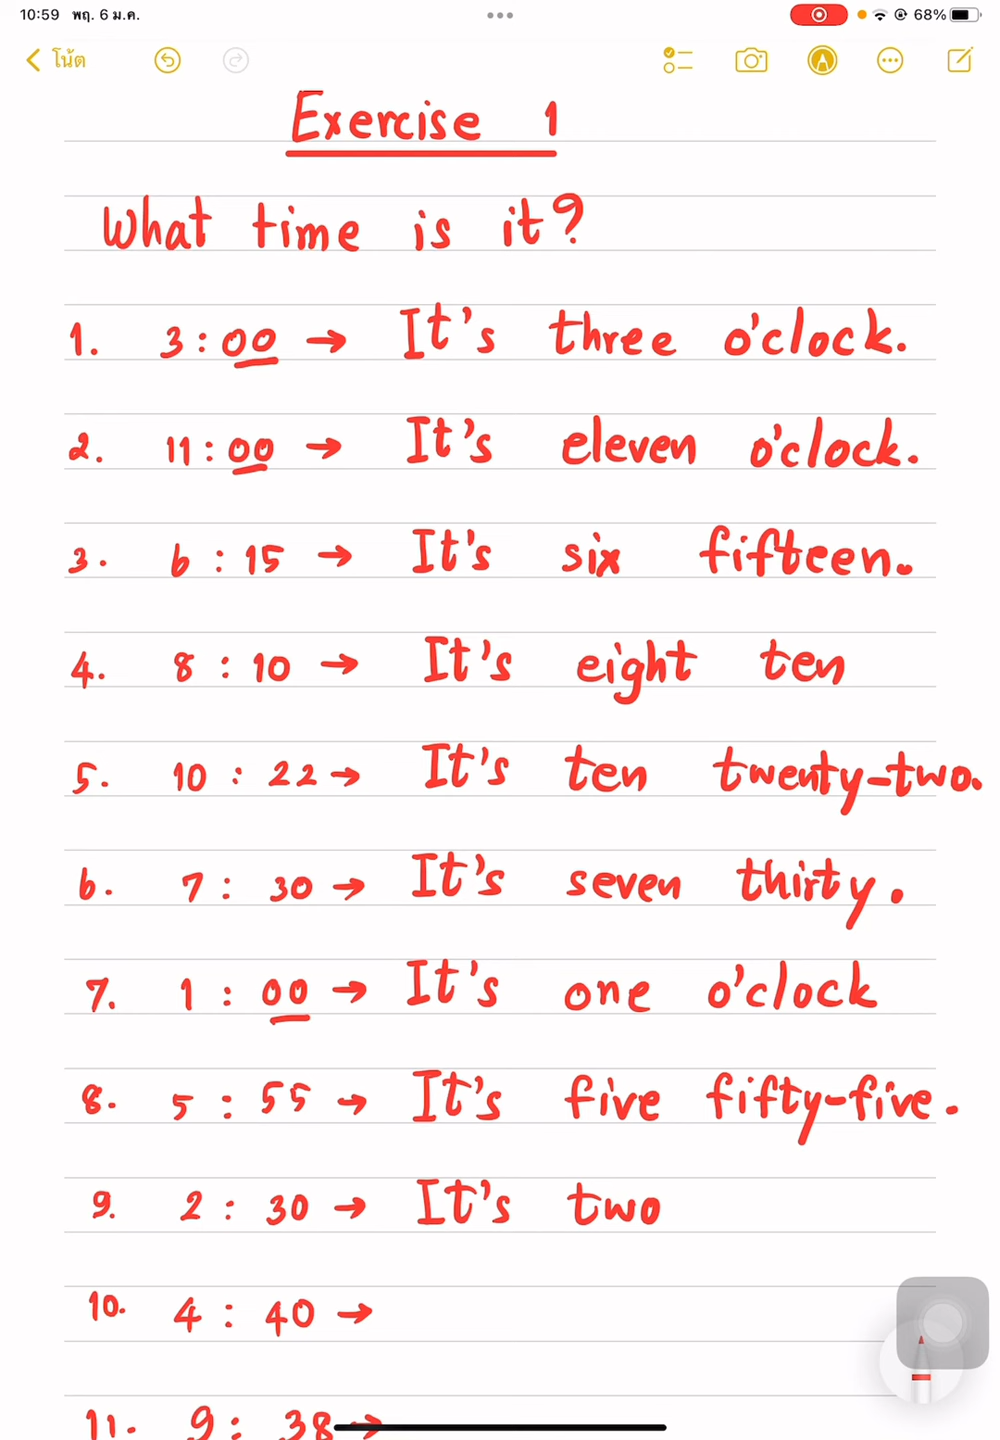 10:59 พฤ. 6 ม.ค. 68%
โน้ต
Exercise 1
What time is it?
1. 3:00 → It's three o'clock.
2. 11:00 → It's eleven o'clock.
3. 6:15 → It's six fifteen.
4. 8:10 → It's eight ten
5. 10:22 → It's ten twenty-two.
6. 7:30 → It's seven thirty.
7. 1:00 → It's one o'clock
8. 5:55 → It's five fifty-five.
9. 2:30 → It's two
10. 4:40 →
11. 9:38 →